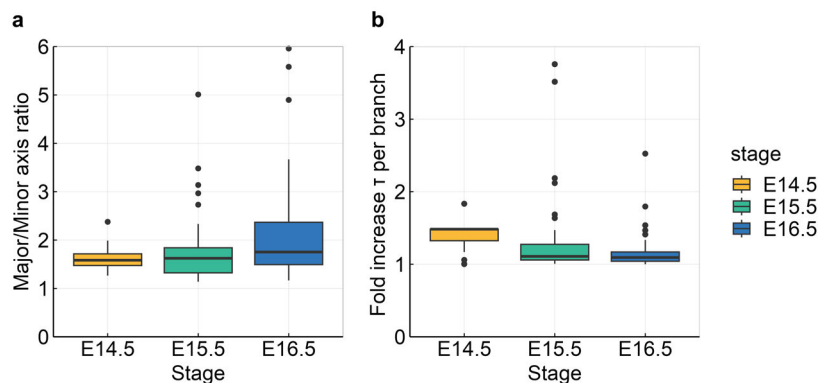 a
Major/Minor axis ratio
6
5
4
3
2
1
0
E14.5 E15.5 E16.5
Stage
b
Fold increase τ per branch
4
3
2
1
0
E14.5 E15.5 E16.5
Stage
stage
E14.5
E15.5
E16.5